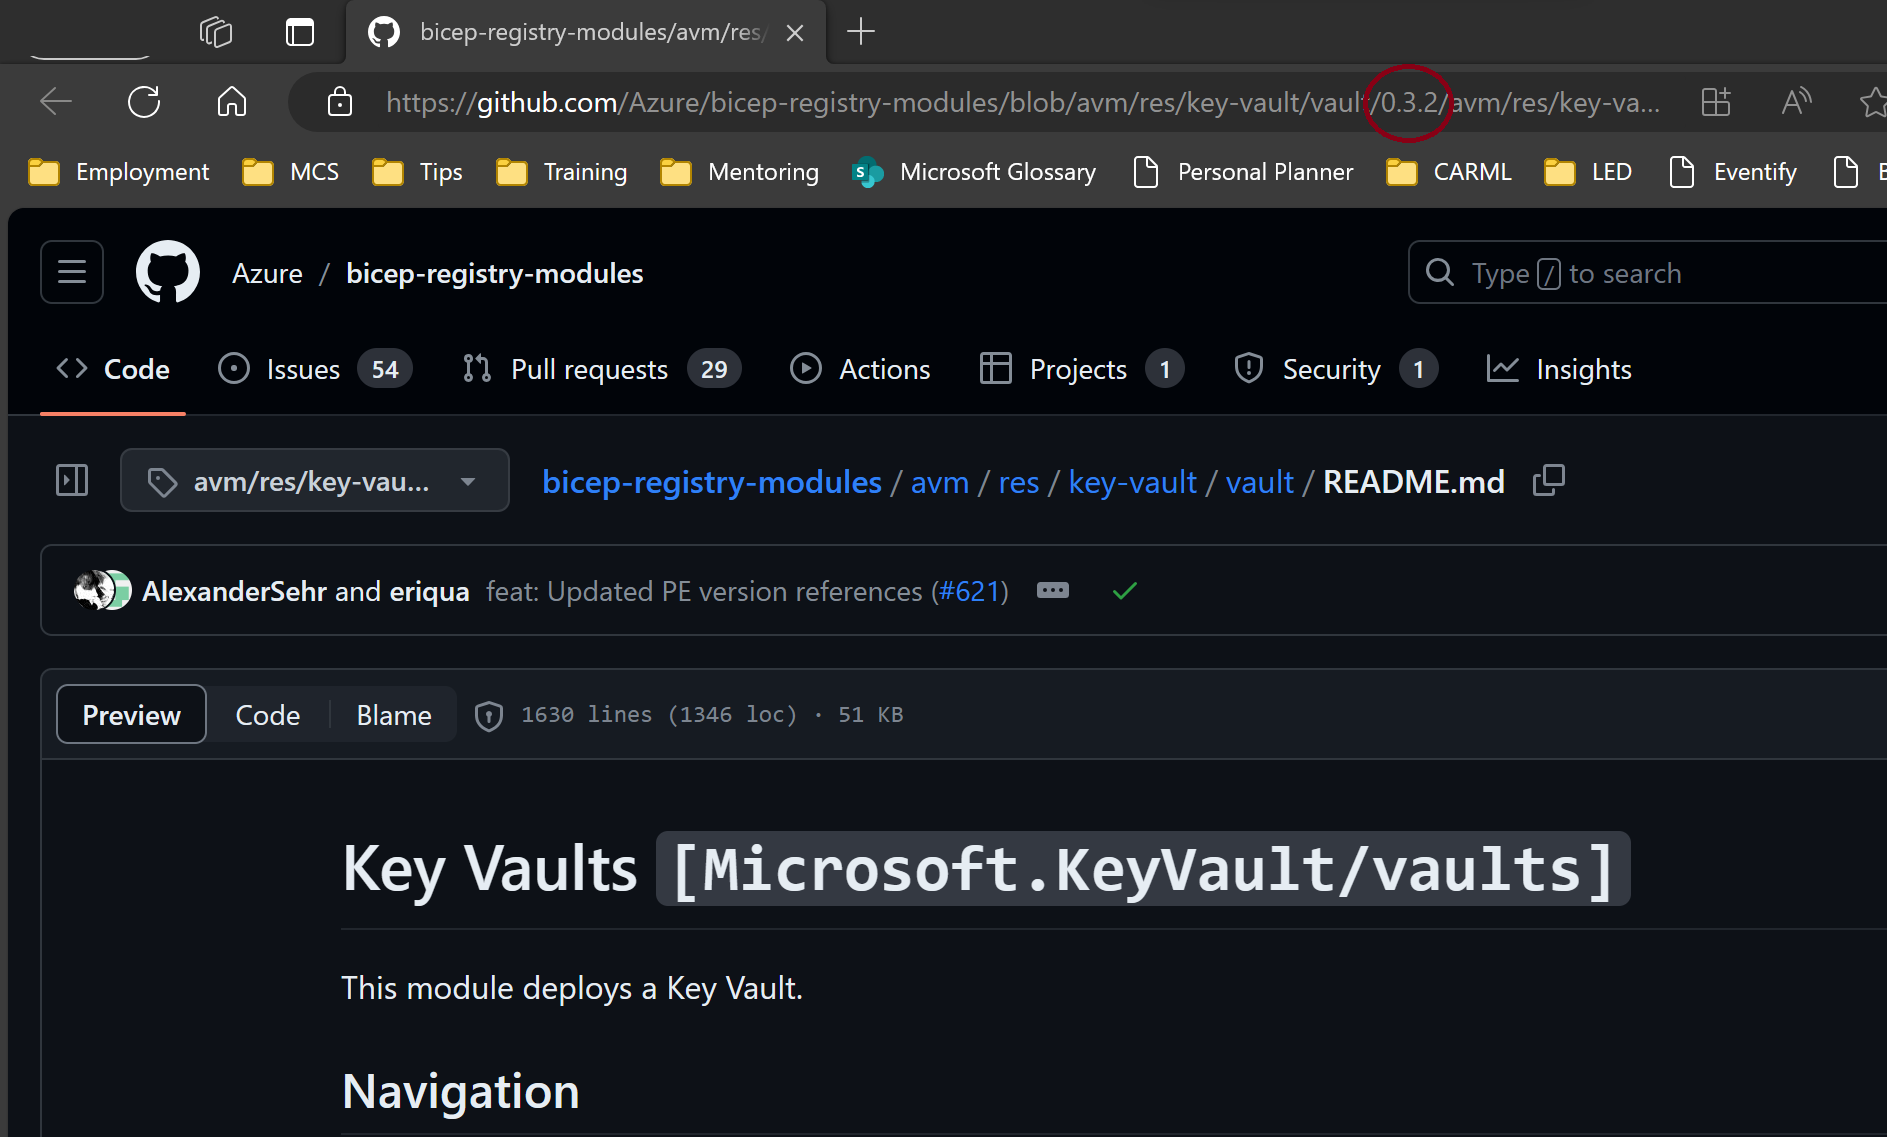 bicep-registry-modules/avm/res/
https://github.com/Azure/bicep-registry-modules/blob/avm/res/key-vault/vault/0.3.2/avm/res/key-va...
Employment MCS Tips Training Mentoring Microsoft Glossary Personal Planner CARML LED Eventify
Azure / bicep-registry-modules
Type / to search
Code Issues 54 Pull requests 29 Actions Projects 1 Security 1 Insights
avm/res/key-vau... bicep-registry-modules / avm / res / key-vault / vault / README.md
AlexanderSehr and eriqua feat: Updated PE version references (#621)
Preview Code Blame 1630 lines (1346 loc) · 51 KB
Key Vaults [Microsoft.KeyVault/vaults]
This module deploys a Key Vault.
Navigation